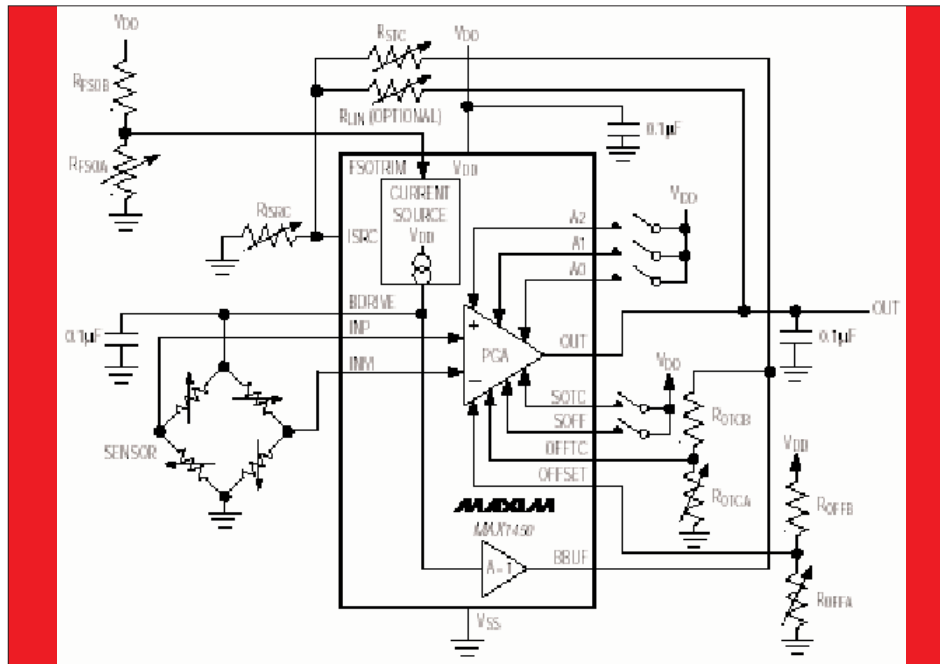 VDD
RFSOB
RFSOA
RSTC
RLIN (OPTIONAL)
VDD
0.1µF
FSOTRIM
VDD
CURRENT
SOURCE
VDD
RISRC
ISRC
BDRIVE
INP
INM
0.1µF
SENSOR
A2
A1
A0
VDD
+
PGA
−
OUT
OUT
0.1µF
SOTC
SOFF
OFFTC
OFFSET
VDD
ROTCB
ROTCA
VDD
ROFFB
ROFFA
MAXIM
MAX1450
A = 1
BBUF
VSS